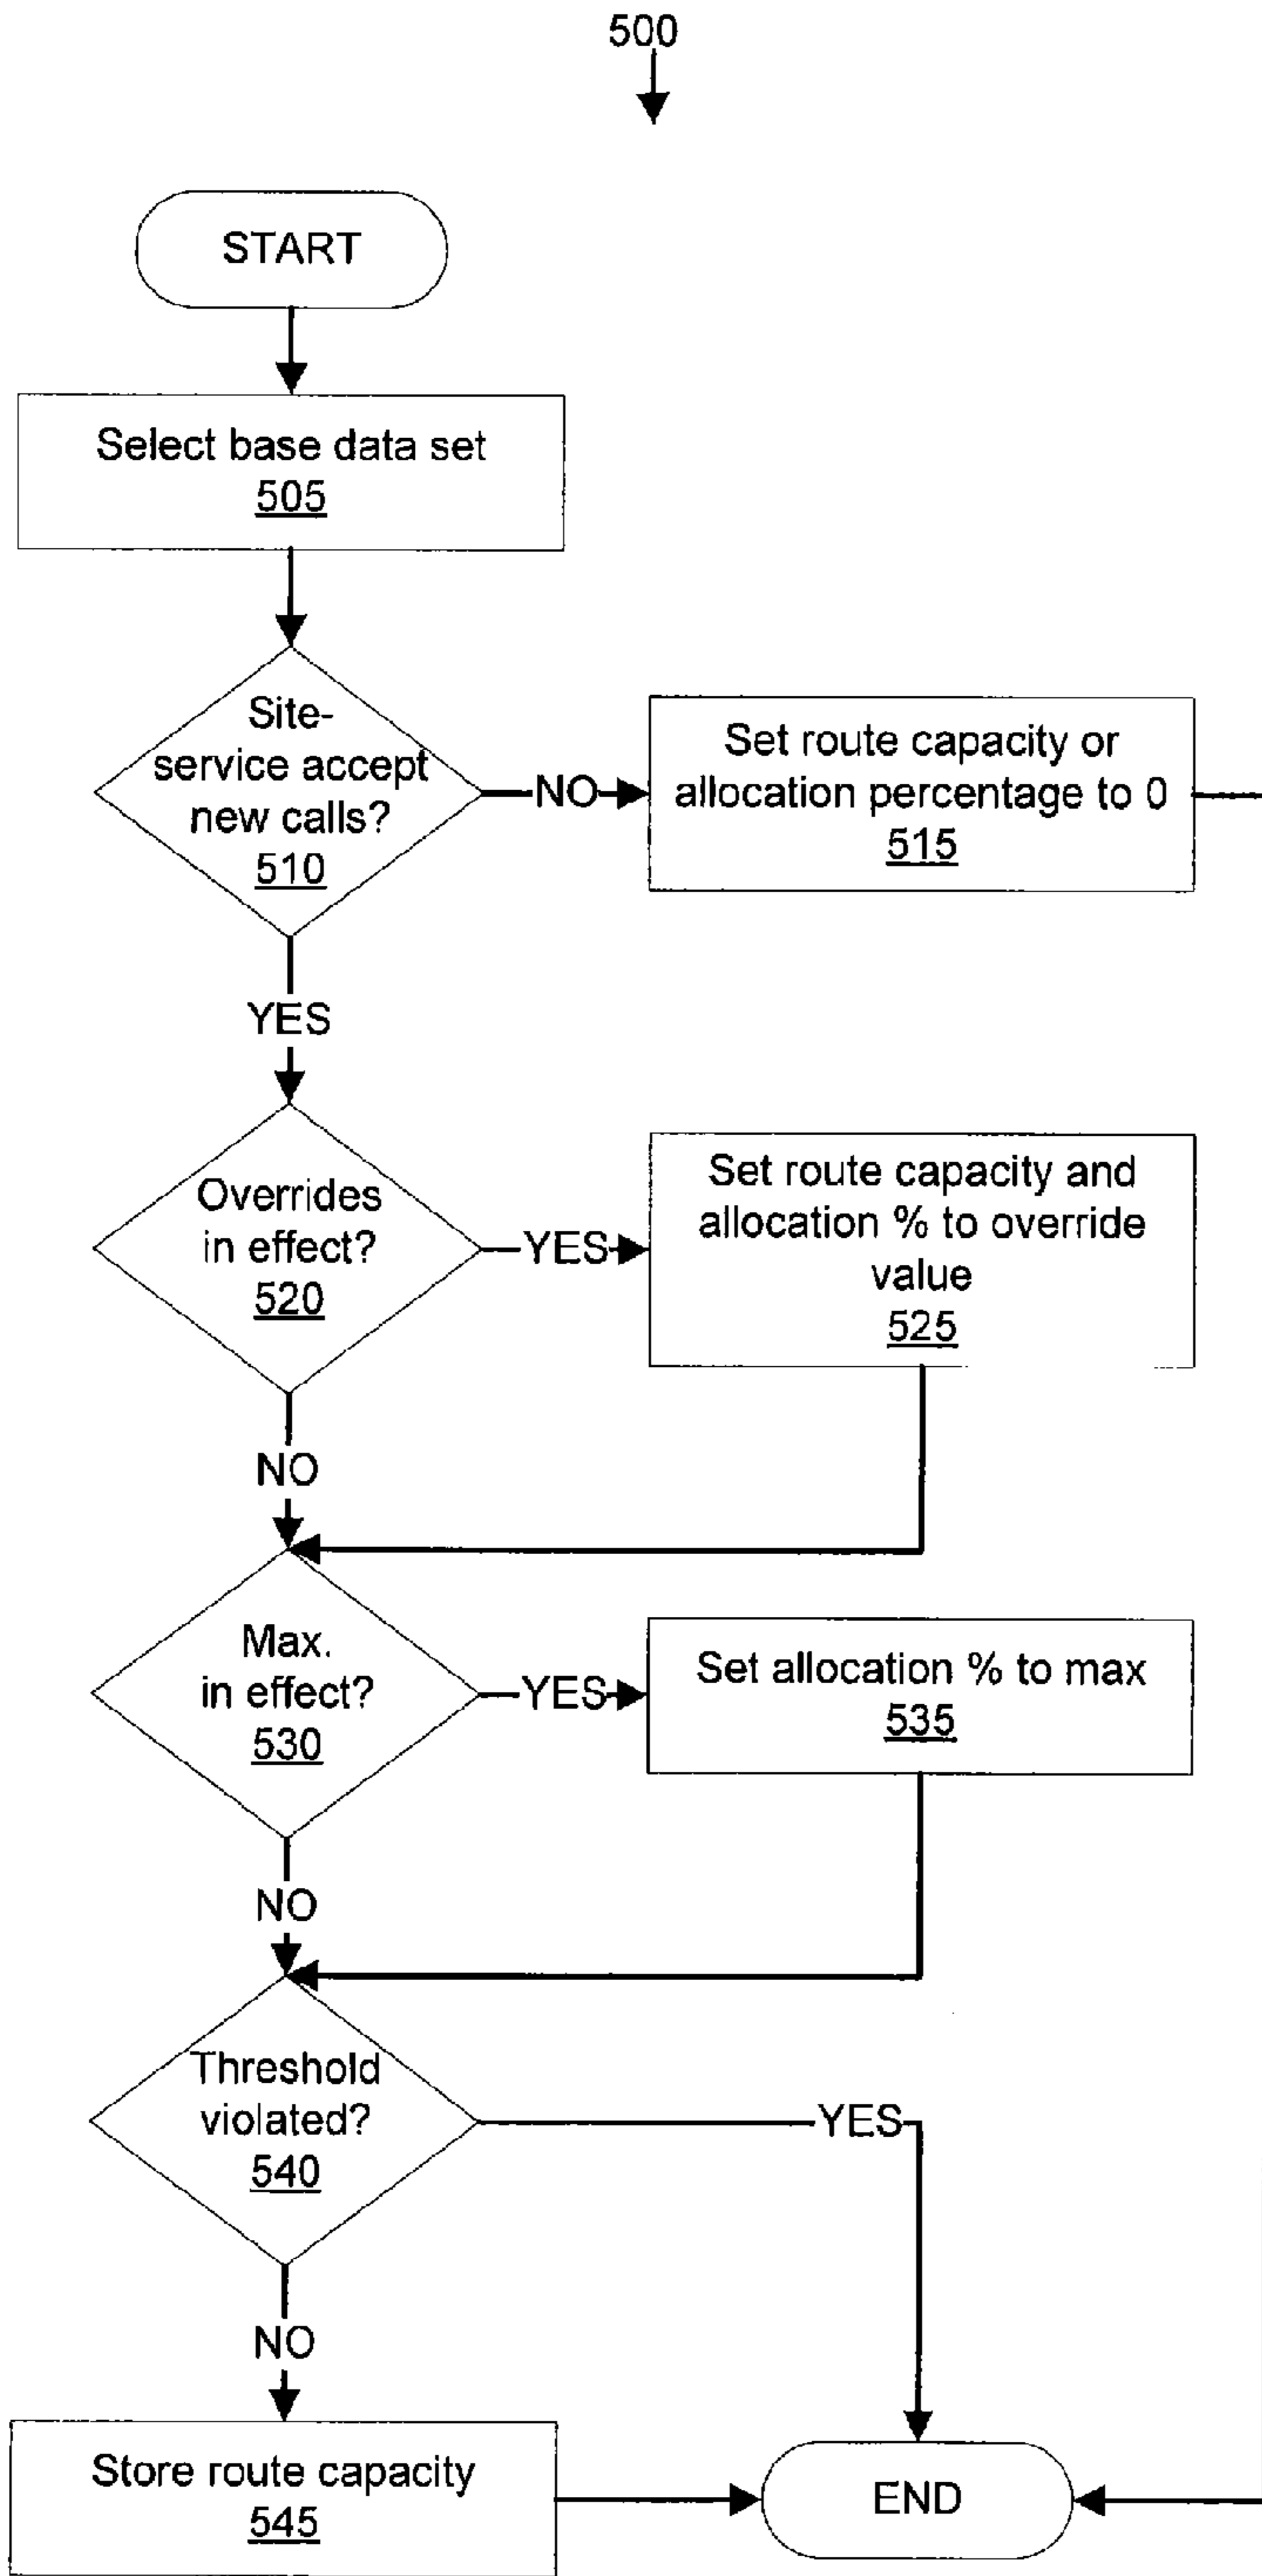 500
START
Select base data set
505
Site-
service accept
new calls?
510
NO
Set route capacity or
allocation percentage to 0
515
YES
Overrides
in effect?
520
YES
Set route capacity and
allocation % to override
value
525
NO
Max.
in effect?
530
YES
Set allocation % to max
535
NO
Threshold
violated?
540
YES
NO
Store route capacity
545
END